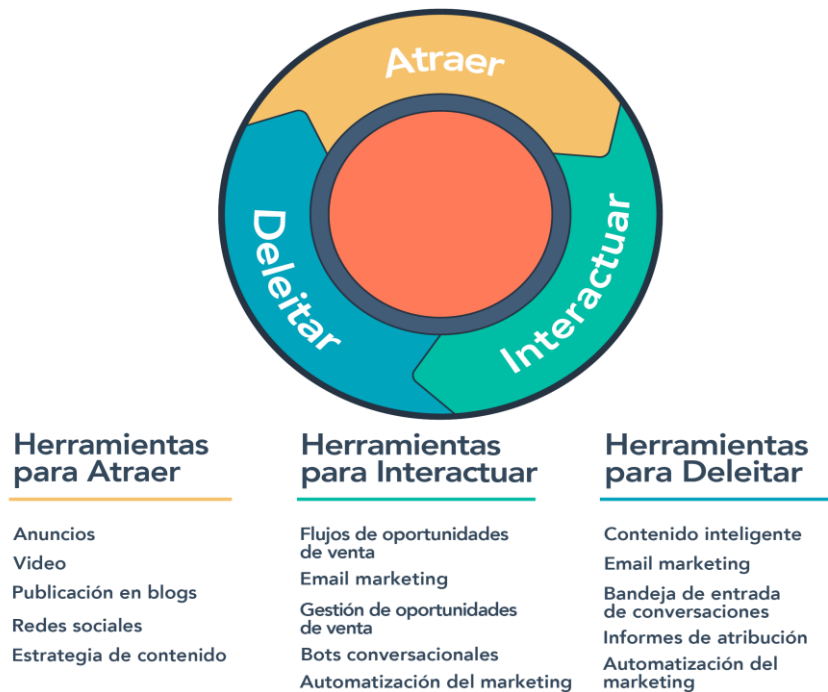 Atraer
Interactuar
Deleitar
Herramientas
para Atraer
Anuncios
Video
Publicación en blogs
Redes sociales
Estrategia de contenido
Herramientas
para Interactuar
Flujos de oportunidades
de venta
Email marketing
Gestión de oportunidades
de venta
Bots conversacionales
Automatización del marketing
Herramientas
para Deleitar
Contenido inteligente
Email marketing
Bandeja de entrada
de conversaciones
Informes de atribución
Automatización del
marketing